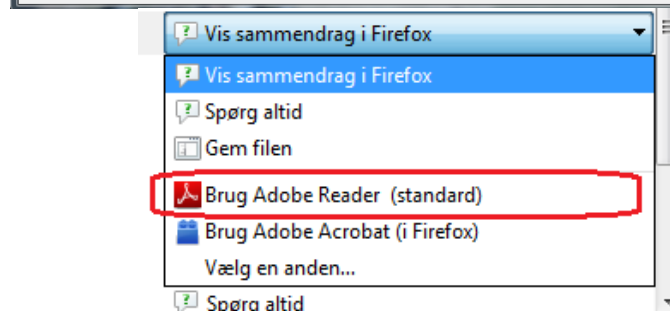 Vis sammendrag i Firefox
Vis sammendrag i Firefox
Spørg altid
Gem filen
Brug Adobe Reader (standard)
Brug Adobe Acrobat (i Firefox)
Vælg en anden...
Spørg altid